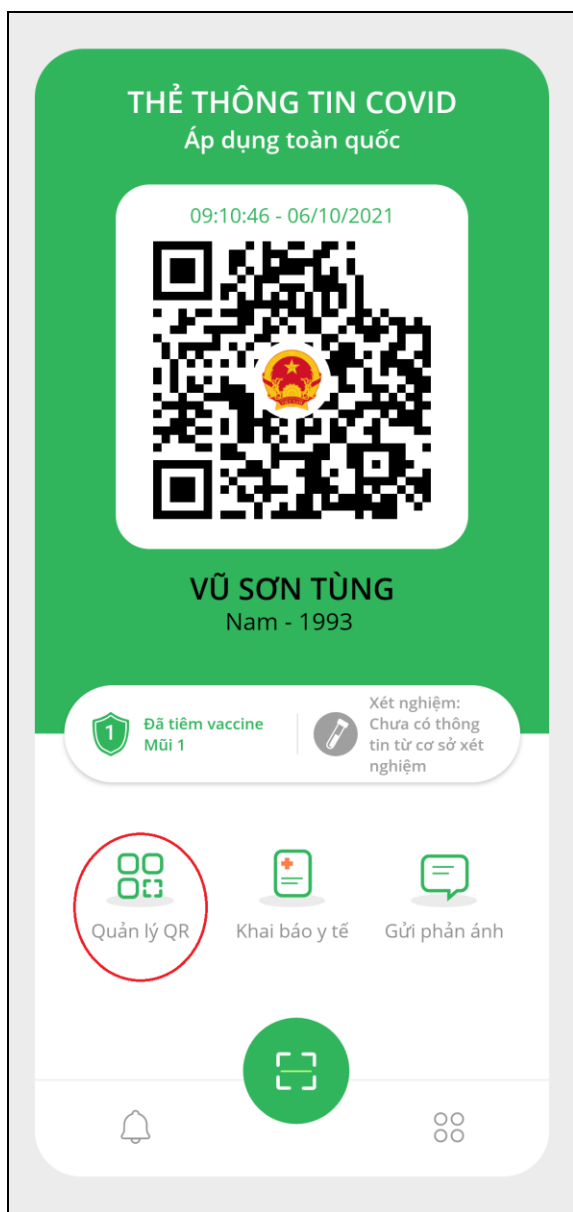 THẺ THÔNG TIN COVID
Áp dụng toàn quốc
09:10:46 - 06/10/2021
VŨ SƠN TÙNG
Nam - 1993
1
Đã tiêm vaccine
Mũi 1
Xét nghiệm:
Chưa có thông
tin từ cơ sở xét
nghiệm
Quản lý QR
Khai báo y tế
Gửi phản ánh